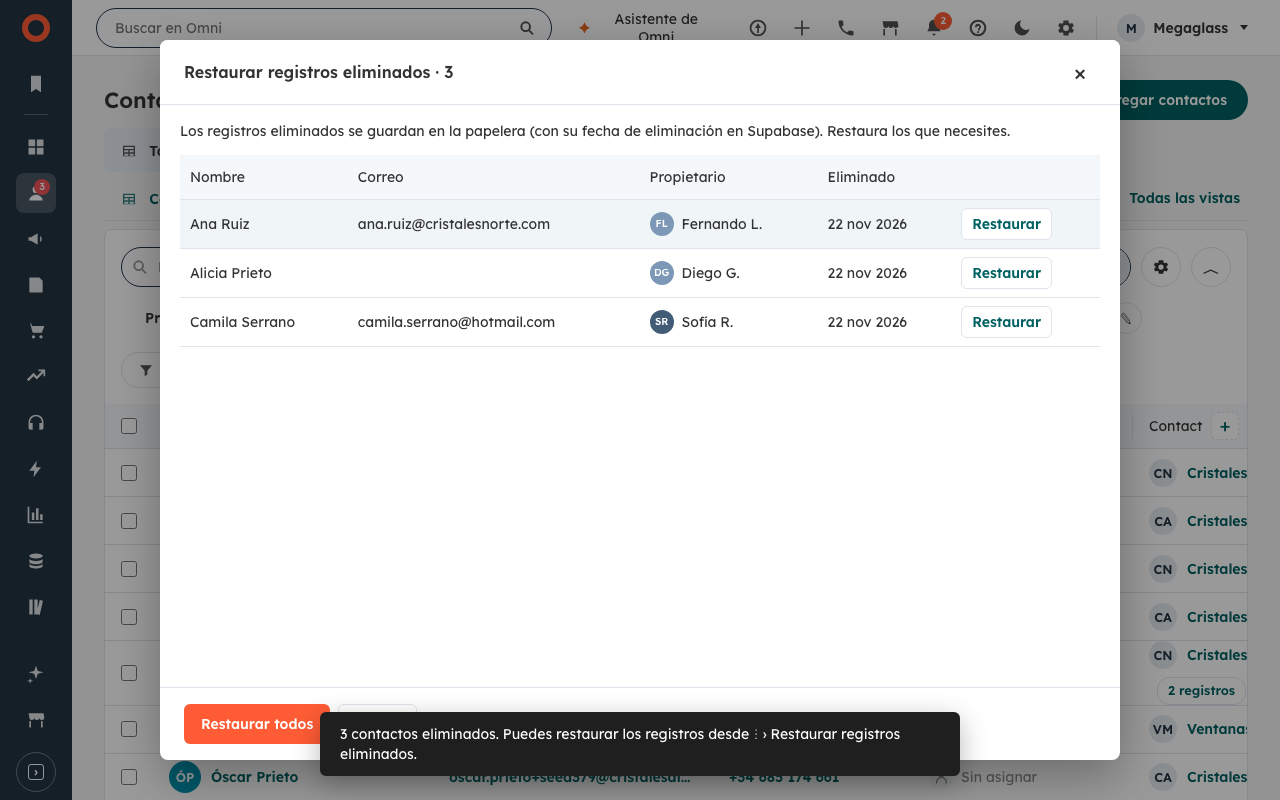 Buscar en Omni
Asistente de
Omni
2
M
Megaglass
Restaurar registros eliminados · 3
×
Los registros eliminados se guardan en la papelera (con su fecha de eliminación en Supabase). Restaura los que necesites.
Nombre Correo Propietario Eliminado
Ana Ruiz ana.ruiz@cristalesnorte.com FL Fernando L. 22 nov 2026 Restaurar
Alicia Prieto DG Diego G. 22 nov 2026 Restaurar
Camila Serrano camila.serrano@hotmail.com SR Sofía R. 22 nov 2026 Restaurar
Restaurar todos
3 contactos eliminados. Puedes restaurar los registros desde ⋮ › Restaurar registros
eliminados.
3
contactos
Todas las vistas
Contact +
CN Cristales
CA Cristales
CN Cristales
CA Cristales
CN Cristales
2 registros
VM Ventanas
ÓP Óscar Prieto +34 685 174 661 Sin asignar CA Cristales